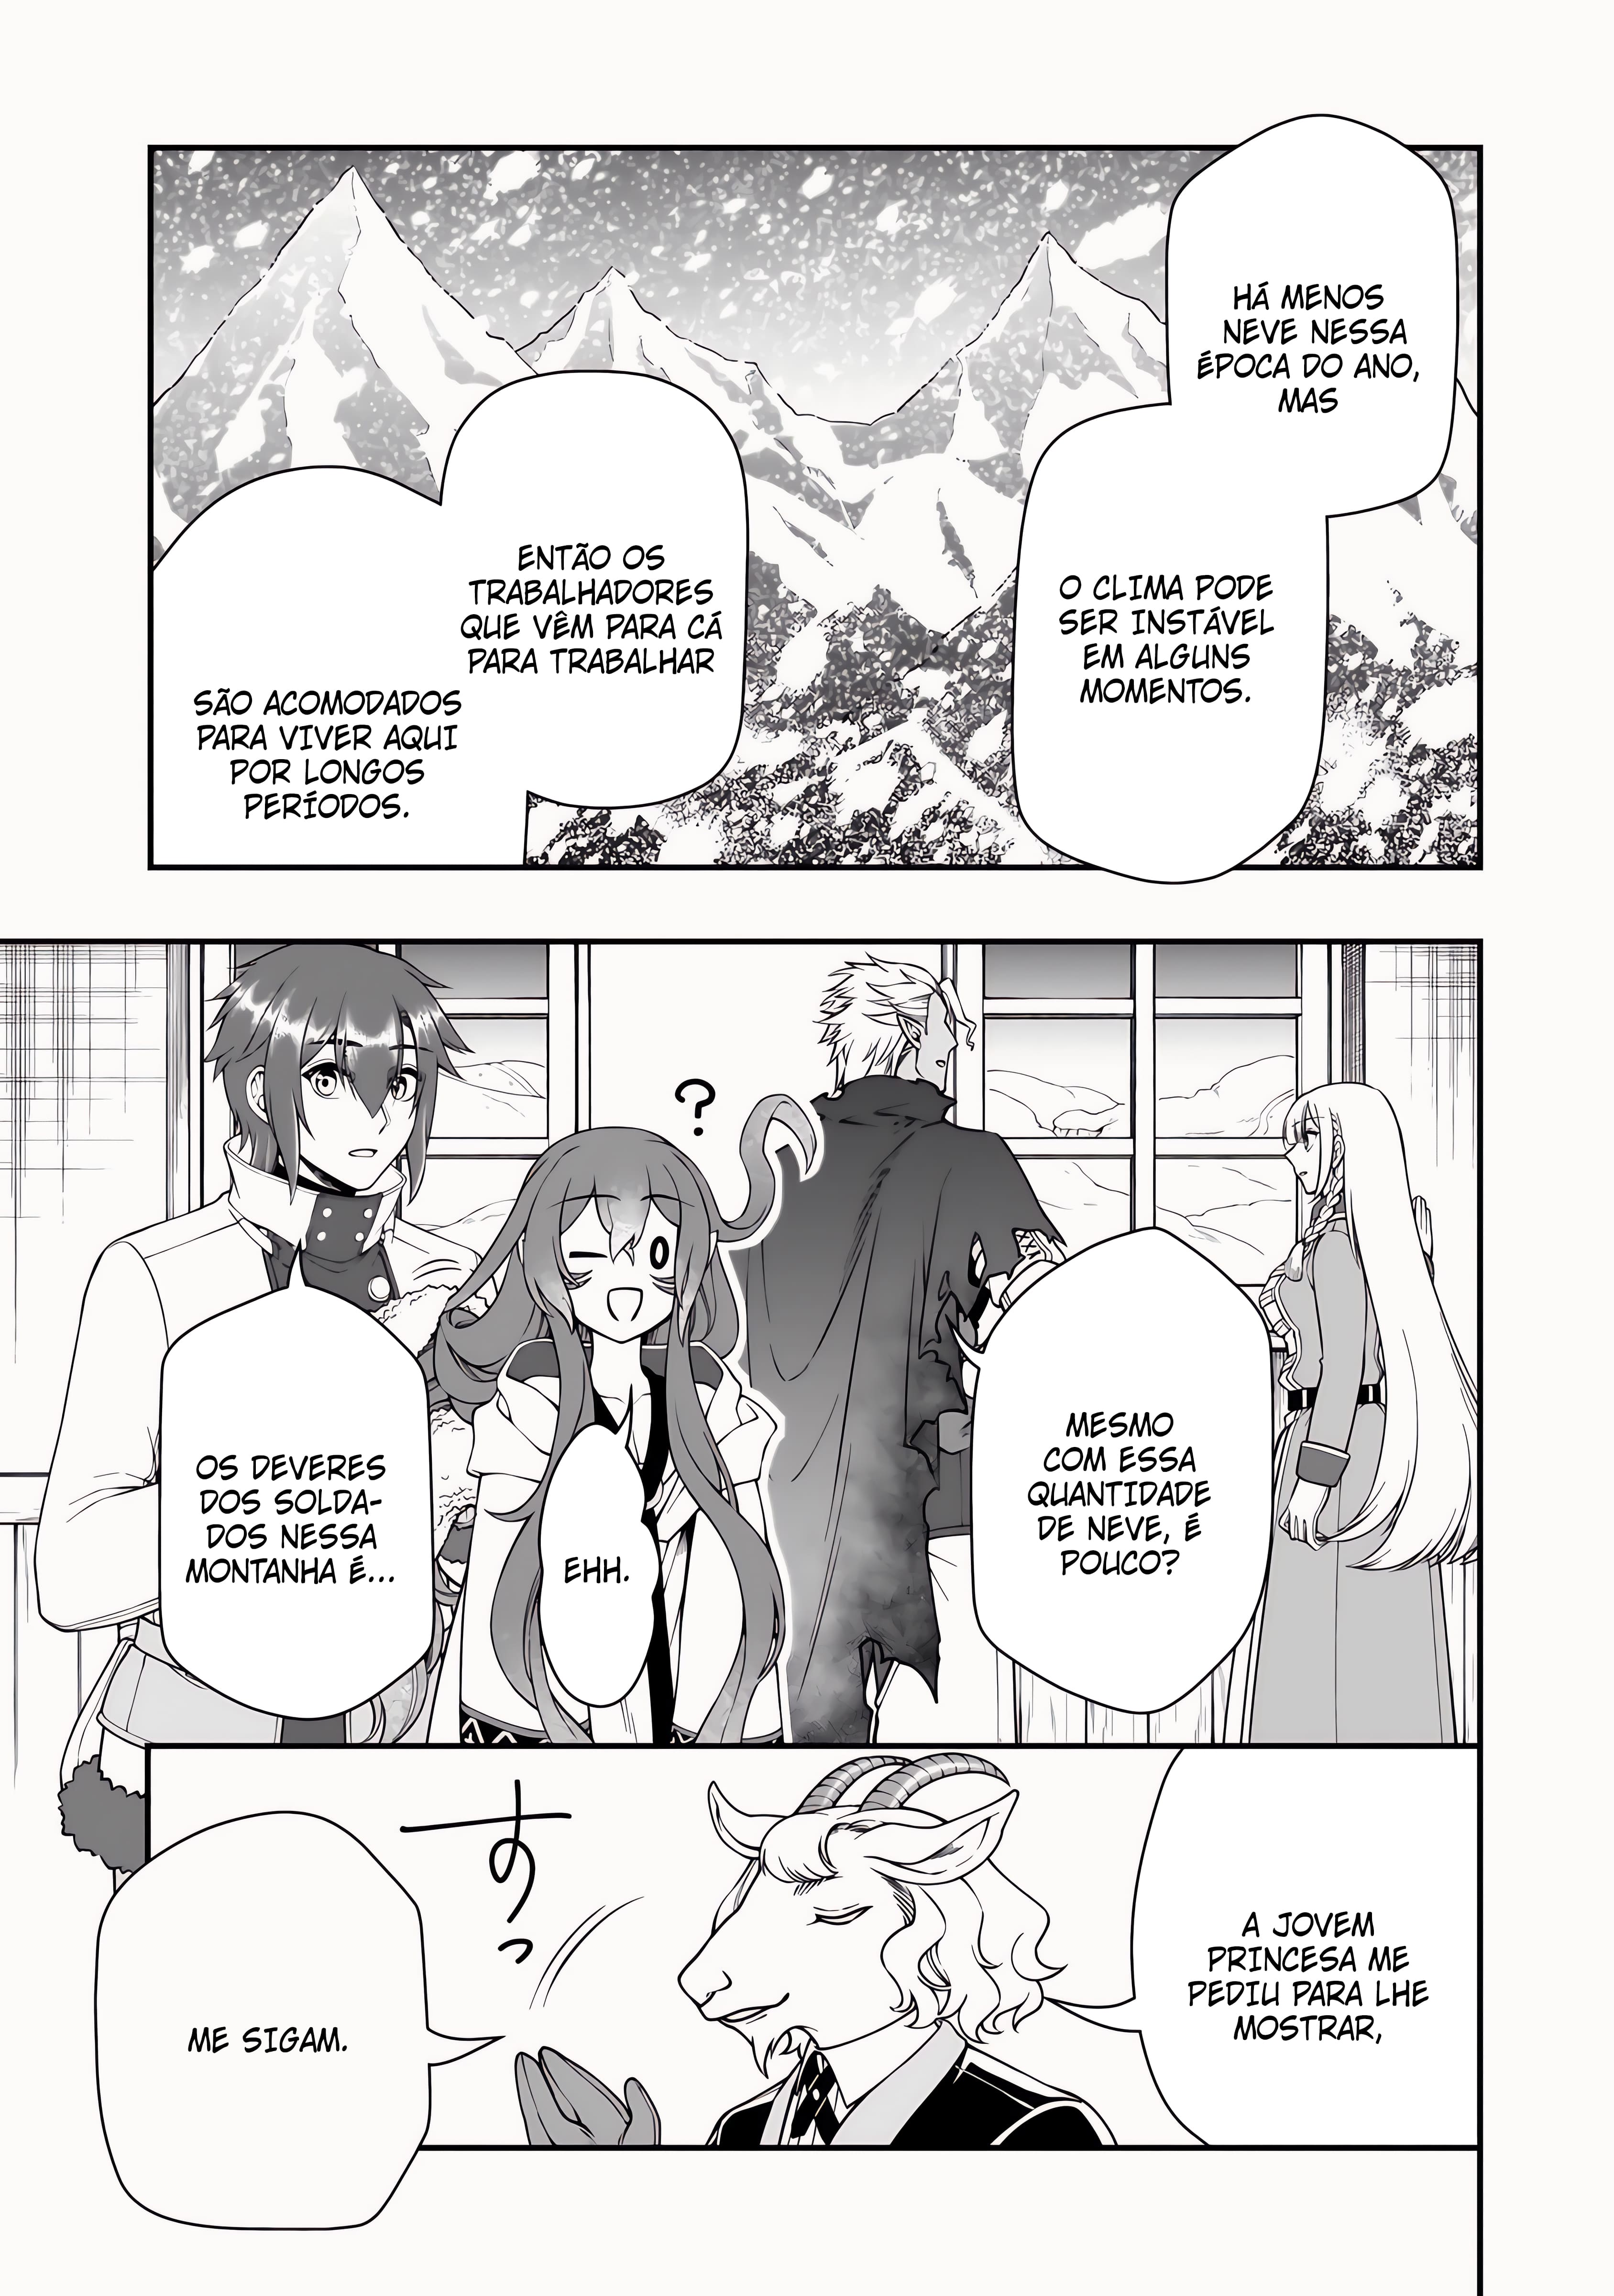 HÁ MENOS
NEVE NESSA
ÉPOCA DO ANO,
MAS
O CLIMA PODE
SER INSTÁVEL
EM ALGUNS
MOMENTOS.
ENTÃO OS
TRABALHADORES
QUE VÊM PARA CÁ
PARA TRABALHAR
SÃO ACOMODADOS
PARA VIVER AQUI
POR LONGOS
PERÍODOS.
MESMO
COM ESSA
QUANTIDADE
DE NEVE, É
POUCO?
?
EHH.
OS DEVERES
DOS SOLDA-
DOS NESSA
MONTANHA É...
A JOVEM
PRINCESA ME
PEDIU PARA LHE
MOSTRAR,
すっ
ME SIGAM.